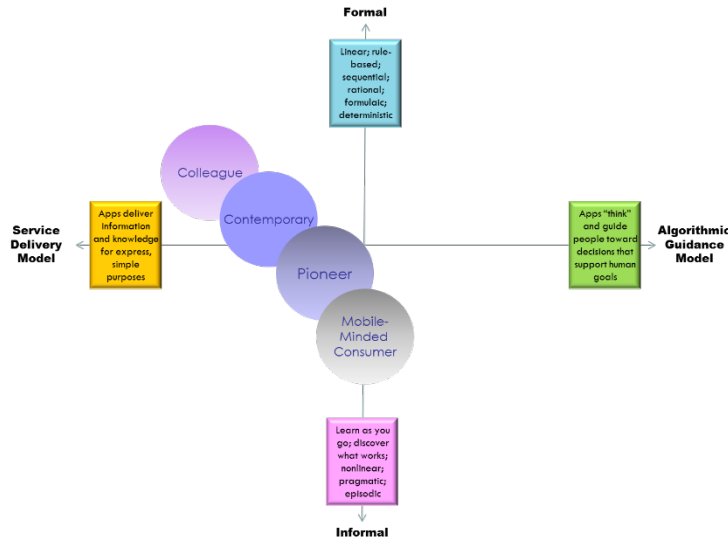 Formal
Linear; rule-
based;
sequential;
rational;
formulaic;
deterministic
Colleague
Contemporary
Pioneer
Mobile-
Minded
Consumer
Service
Delivery
Model
Apps deliver
information
and knowledge
for express,
simple
purposes
Apps “think”
and guide
people toward
decisions that
support human
goals
Algorithmic
Guidance
Model
Learn as you
go; discover
what works;
nonlinear;
pragmatic;
episodic
Informal